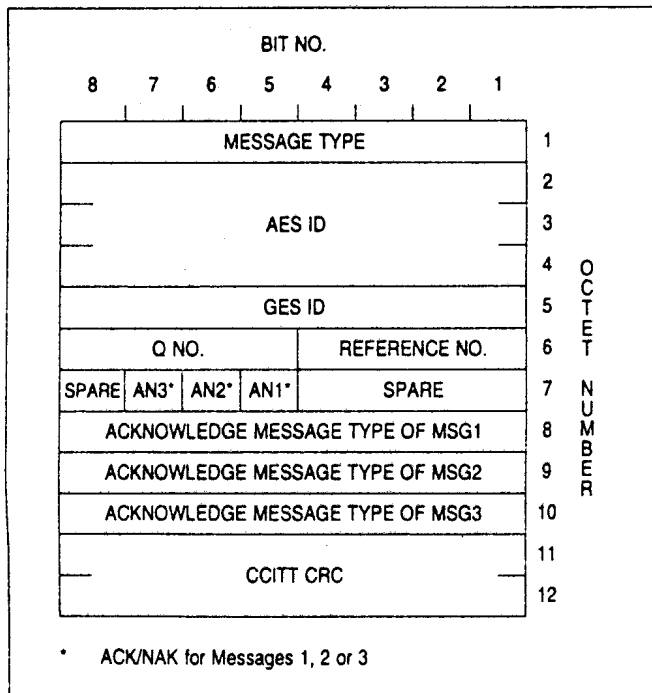 BIT NO.
8 7 6 5 4 3 2 1
MESSAGE TYPE 1
2
AES ID 3
4
GES ID 5
Q NO. REFERENCE NO. 6
SPARE AN3* AN2* AN1* SPARE 7
ACKNOWLEDGE MESSAGE TYPE OF MSG1 8
ACKNOWLEDGE MESSAGE TYPE OF MSG2 9
ACKNOWLEDGE MESSAGE TYPE OF MSG3 10
11
CCITT CRC
12
OCTET NUMBER
* ACK/NAK for Messages 1, 2 or 3